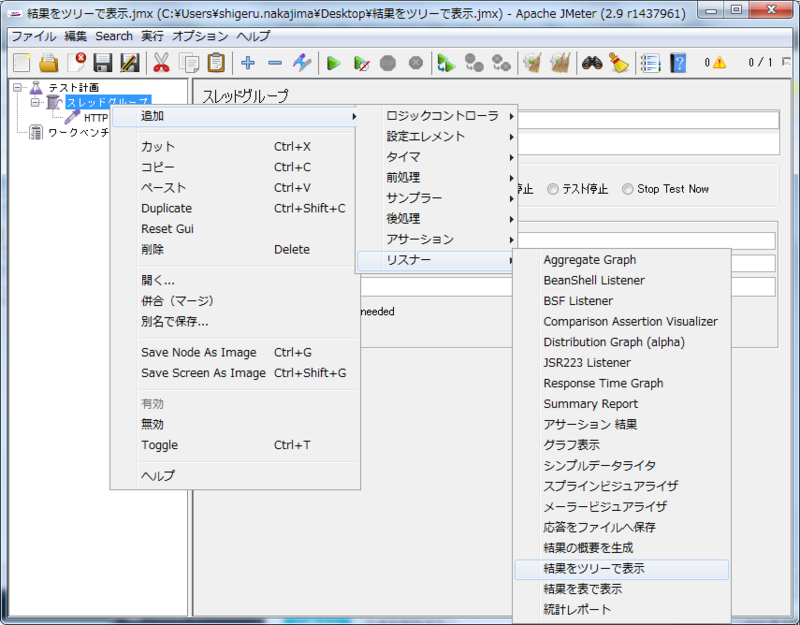 結果をツリーで表示.jmx (C:¥Users¥shigeru.nakajima¥Desktop¥結果をツリーで表示.jmx) - Apache JMeter (2.9 r1437961)
ファイル 編集 Search 実行 オプション ヘルプ
0 0 / 1
テスト計画
スレッドグループ
HTTP
ワークベンチ
スレッドグループ
停止 テスト停止 Stop Test Now
needed
追加
カット Ctrl+X
コピー Ctrl+C
ペースト Ctrl+V
Duplicate Ctrl+Shift+C
Reset Gui
削除 Delete
開く...
併合（マージ）
別名で保存...
Save Node As Image Ctrl+G
Save Screen As Image Ctrl+Shift+G
有効
無効
Toggle Ctrl+T
ヘルプ
ロジックコントローラ
設定エレメント
タイマ
前処理
サンプラー
後処理
アサーション
リスナー
Aggregate Graph
BeanShell Listener
BSF Listener
Comparison Assertion Visualizer
Distribution Graph (alpha)
JSR223 Listener
Response Time Graph
Summary Report
アサーション 結果
グラフ表示
シンプルデータライタ
スプラインビジュアライザ
メーラービジュアライザ
応答をファイルへ保存
結果の概要を生成
結果をツリーで表示
結果を表で表示
統計レポート